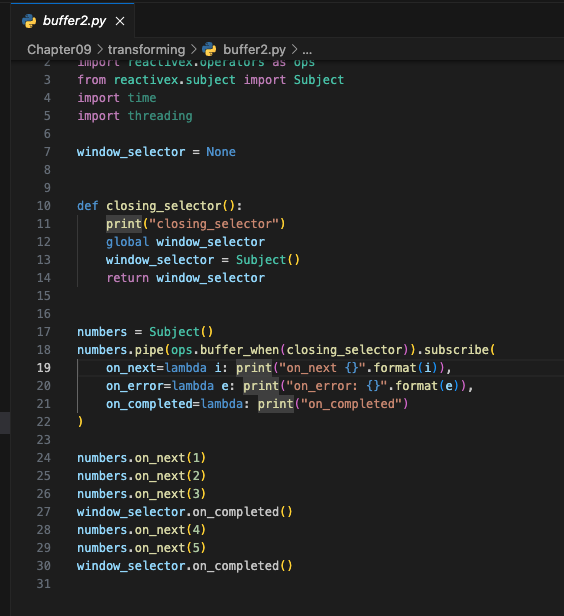 buffer2.py ×
Chapter09 > transforming > buffer2.py > ...
2 import reactivex.operators as ops
3 from reactivex.subject import Subject
4 import time
5 import threading
6
7 window_selector = None
8
9
10 def closing_selector():
11     print("closing_selector")
12     global window_selector
13     window_selector = Subject()
14     return window_selector
15
16
17 numbers = Subject()
18 numbers.pipe(ops.buffer_when(closing_selector)).subscribe(
19     on_next=lambda i: print("on_next {}".format(i)),
20     on_error=lambda e: print("on_error: {}".format(e)),
21     on_completed=lambda: print("on_completed")
22 )
23
24 numbers.on_next(1)
25 numbers.on_next(2)
26 numbers.on_next(3)
27 window_selector.on_completed()
28 numbers.on_next(4)
29 numbers.on_next(5)
30 window_selector.on_completed()
31